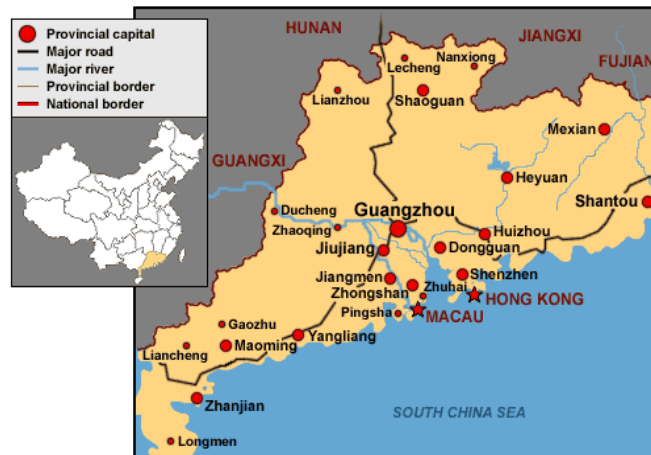 Provincial capital
Major road
Major river
Provincial border
National border
HUNAN
JIANGXI
FUJIAN
GUANGXI
Nanxiong
Lecheng
Lianzhou
Shaoguan
Mexian
Heyuan
Shantou
Ducheng
Zhaoqing
Guangzhou
Huizhou
Jiujiang
Dongguan
Jiangmen
Shenzhen
Zhongshan
Zhuhai
HONG KONG
Pingsha
MACAU
Gaozhu
Yangliang
Liancheng
Maoming
Zhanjian
SOUTH CHINA SEA
Longmen